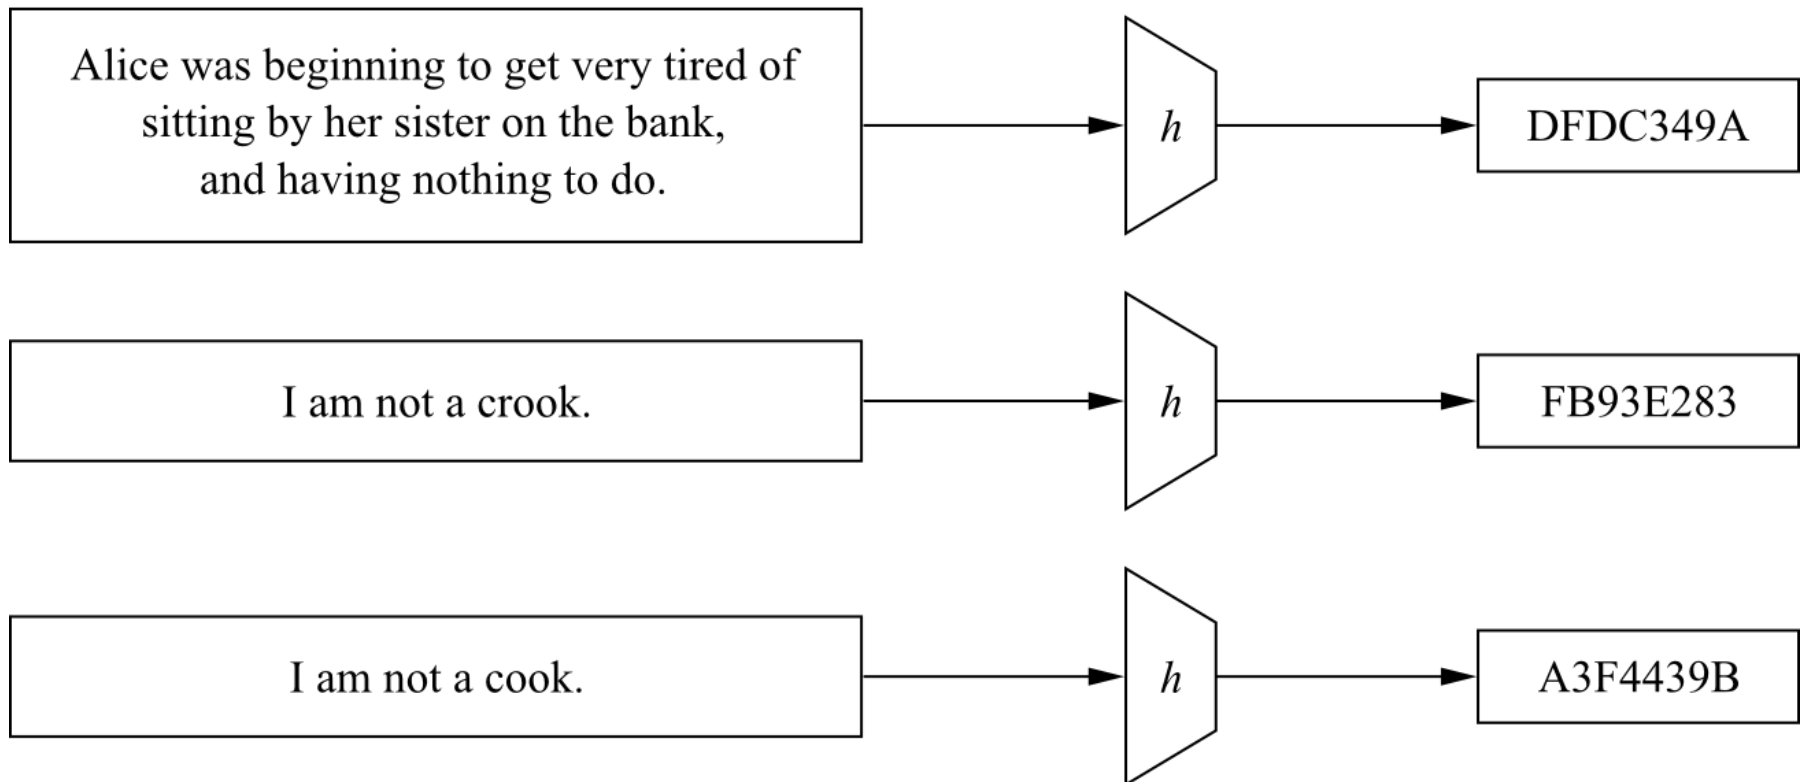 Alice was beginning to get very tired of
sitting by her sister on the bank,
and having nothing to do.
h
DFDC349A
I am not a crook.
h
FB93E283
I am not a cook.
h
A3F4439B